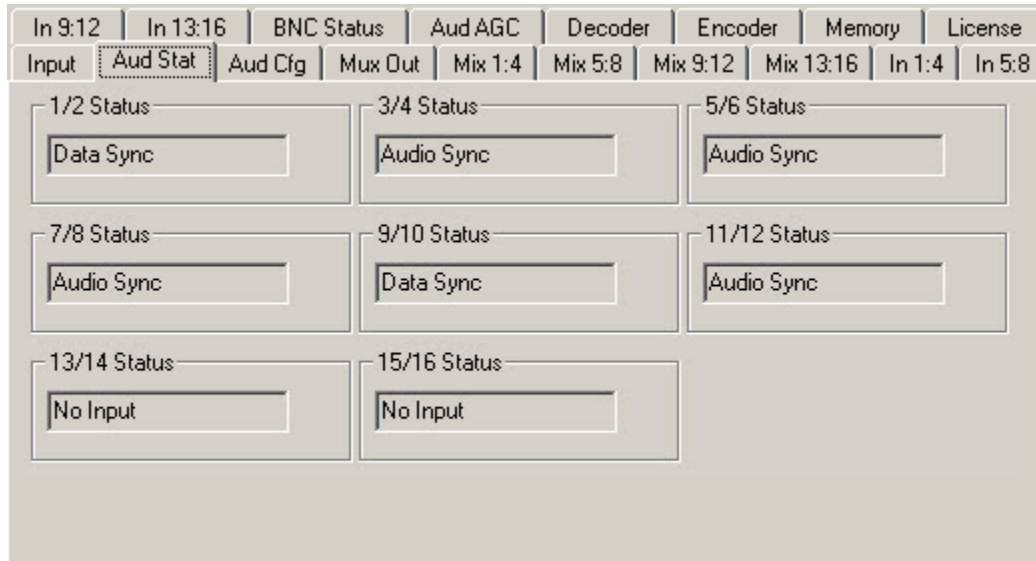 In 9:12 In 13:16 BNC Status Aud AGC Decoder Encoder Memory License
Input Aud Stat Aud Cfg Mux Out Mix 1:4 Mix 5:8 Mix 9:12 Mix 13:16 In 1:4 In 5:8
1/2 Status 3/4 Status 5/6 Status
Data Sync Audio Sync Audio Sync
7/8 Status 9/10 Status 11/12 Status
Audio Sync Data Sync Audio Sync
13/14 Status 15/16 Status
No Input No Input